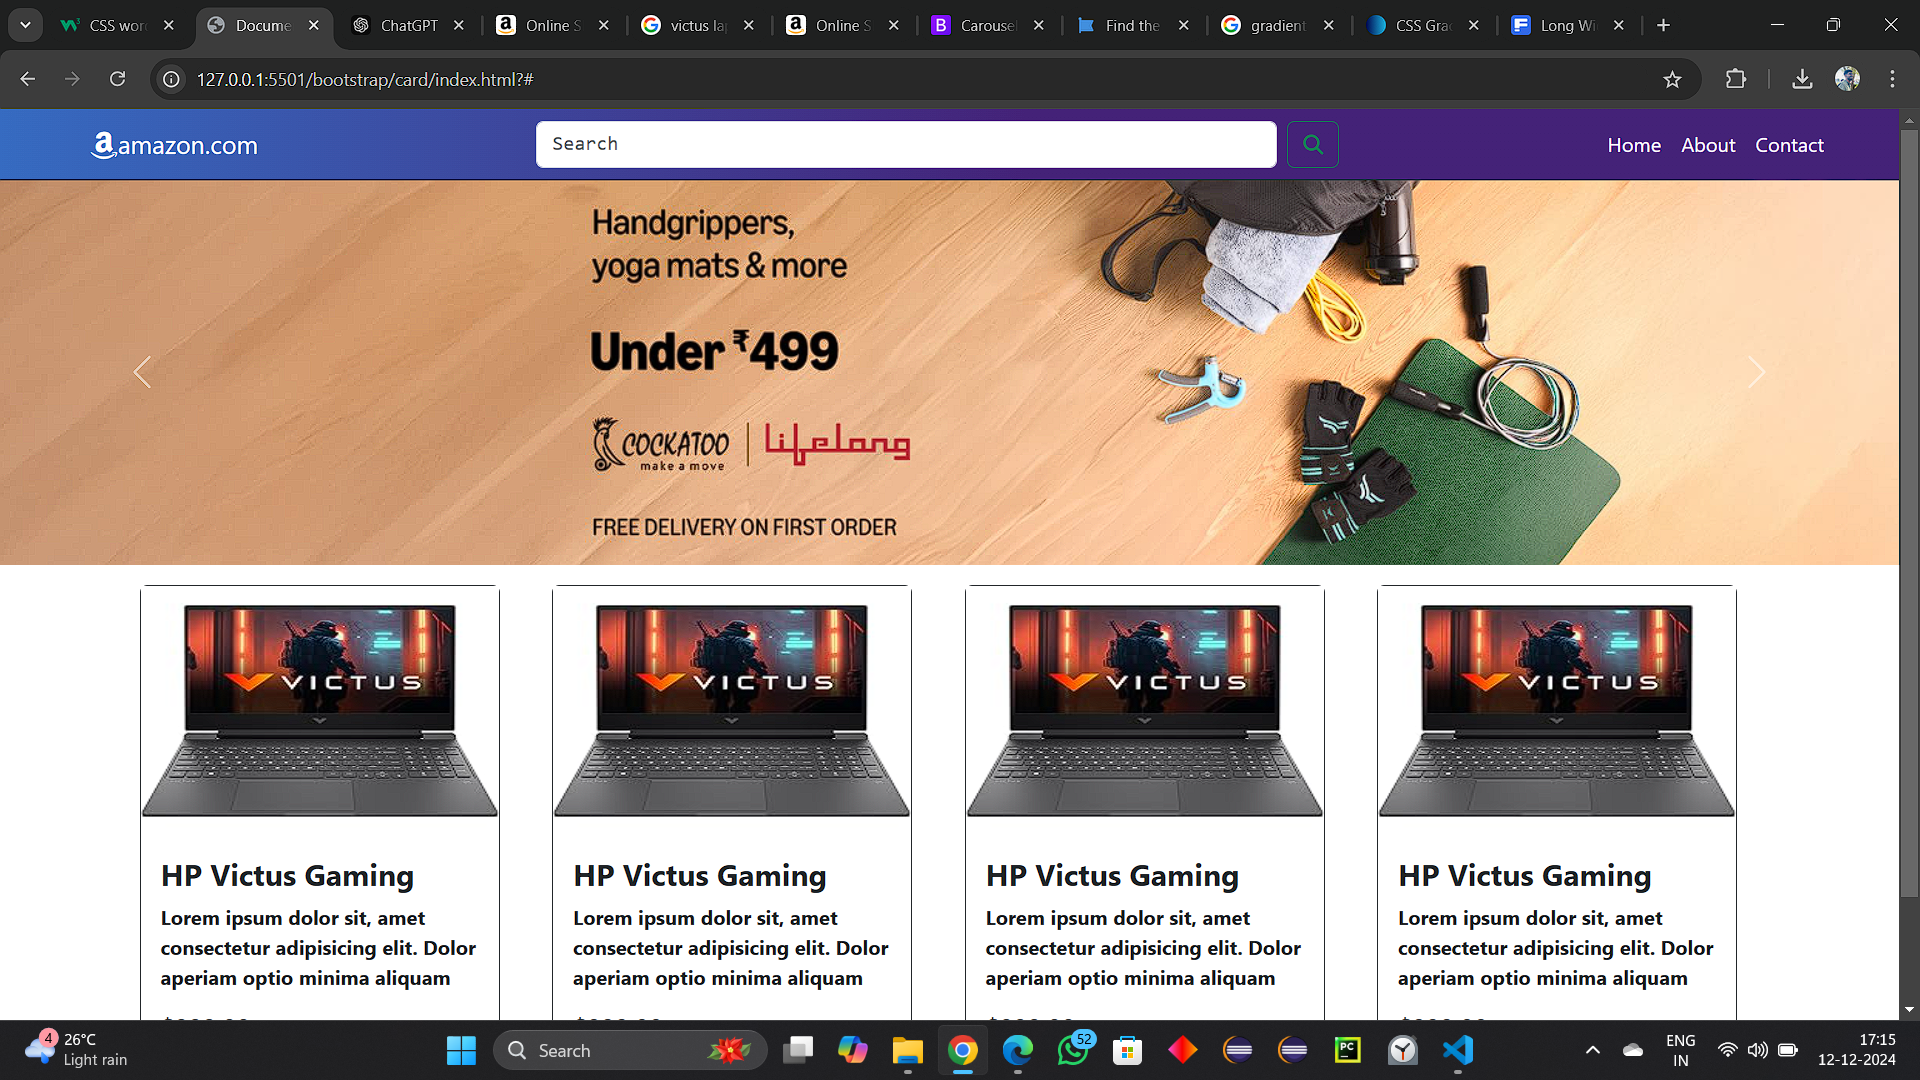 CSS wor
Docume
ChatGPT
Online S
victus la
Online S
Carouse
Find the
gradient
CSS Gra
Long Wi
127.0.0.1:5501/bootstrap/card/index.html?#
amazon.com
Search
Home About Contact
Handgrippers,
yoga mats & more
Under ₹499
COCKATOO
make a move
lifelong
FREE DELIVERY ON FIRST ORDER
VICTUS
VICTUS
VICTUS
VICTUS
HP Victus Gaming
Lorem ipsum dolor sit, amet
consectetur adipisicing elit. Dolor
aperiam optio minima aliquam
HP Victus Gaming
Lorem ipsum dolor sit, amet
consectetur adipisicing elit. Dolor
aperiam optio minima aliquam
HP Victus Gaming
Lorem ipsum dolor sit, amet
consectetur adipisicing elit. Dolor
aperiam optio minima aliquam
HP Victus Gaming
Lorem ipsum dolor sit, amet
consectetur adipisicing elit. Dolor
aperiam optio minima aliquam
4
26°C
Light rain
Search
52
PC
ENG
IN
17:15
12-12-2024